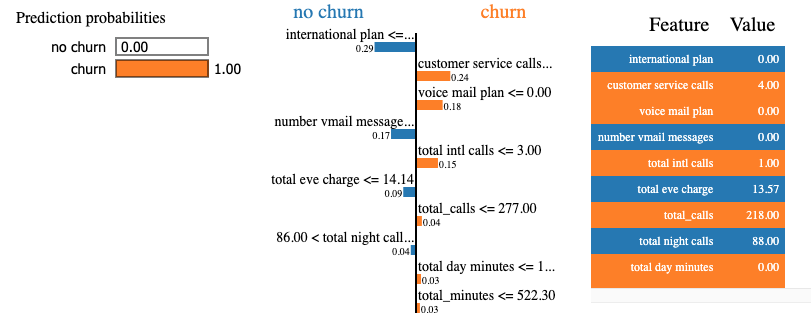 Prediction probabilities
no churn 0.00
churn 1.00
no churn churn
international plan <=...
0.29
customer service calls...
0.24
voice mail plan <= 0.00
0.18
number vmail message...
0.17
total intl calls <= 3.00
0.15
total eve charge <= 14.14
0.09
total_calls <= 277.00
0.04
86.00 < total night call...
0.04
total day minutes <= 1...
0.03
total_minutes <= 522.30
0.03
Feature Value
international plan 0.00
customer service calls 4.00
voice mail plan 0.00
number vmail messages 0.00
total intl calls 1.00
total eve charge 13.57
total_calls 218.00
total night calls 88.00
total day minutes 0.00